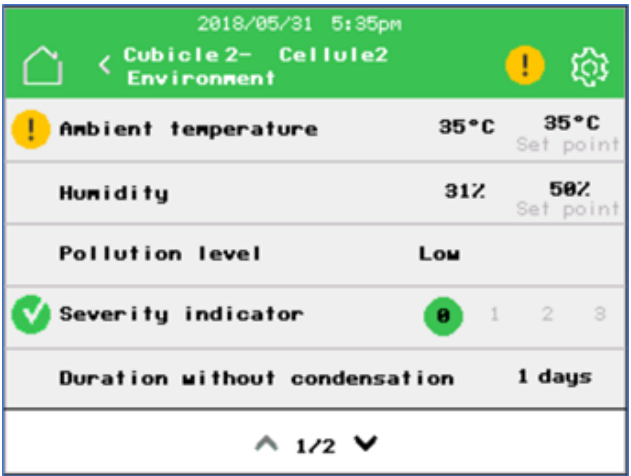 2018/05/31 5:35pm
Cubicle 2- Cellule2
Environment
Ambient temperature 35°C 35°C
Set point
Humidity 31% 50%
Set point
Pollution level Low
Severity indicator 0 1 2 3
Duration without condensation 1 days
1/2